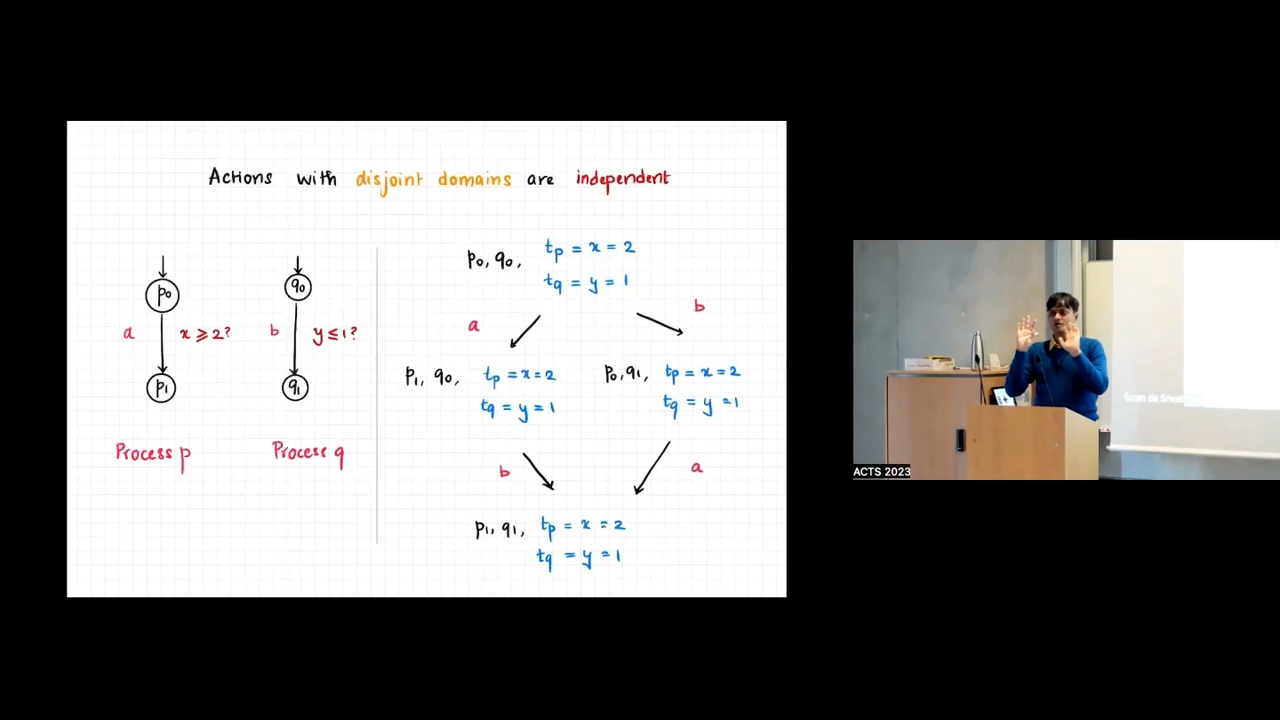 Actions with disjoint domains are independent
p0
a x ⩾ 2?
p1
Process p
q0
b y ≤ 1?
q1
Process q
p0, q0, tp = x = 2
tq = y = 1
a
b
p1, q0, tp = x = 2
tq = y = 1
p0, q1, tp = x = 2
tq = y = 1
b
a
p1, q1, tp = x = 2
tq = y = 1
ACTS 2023